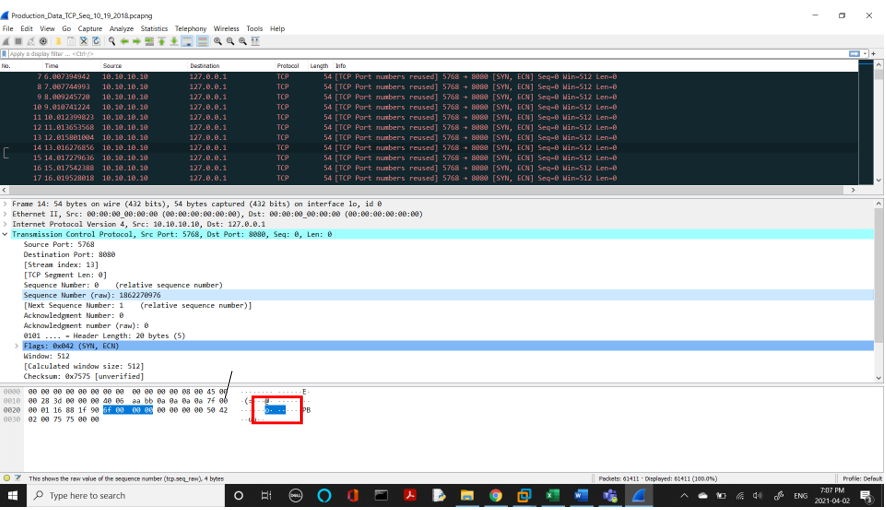 Production_Data_TCP_Seq_10_19_2018.pcapng
File Edit View Go Capture Analyze Statistics Telephony Wireless Tools Help
Apply a display filter ... <Ctrl-/>
No. Time Source Destination Protocol Length Info
7 6.007394942 10.10.10.10 127.0.0.1 TCP 54 [TCP Port numbers reused] 5768 → 8080 [SYN, ECN] Seq=0 Win=512 Len=0
8 7.007744993 10.10.10.10 127.0.0.1 TCP 54 [TCP Port numbers reused] 5768 → 8080 [SYN, ECN] Seq=0 Win=512 Len=0
9 8.009245720 10.10.10.10 127.0.0.1 TCP 54 [TCP Port numbers reused] 5768 → 8080 [SYN, ECN] Seq=0 Win=512 Len=0
10 9.010741224 10.10.10.10 127.0.0.1 TCP 54 [TCP Port numbers reused] 5768 → 8080 [SYN, ECN] Seq=0 Win=512 Len=0
11 10.012399823 10.10.10.10 127.0.0.1 TCP 54 [TCP Port numbers reused] 5768 → 8080 [SYN, ECN] Seq=0 Win=512 Len=0
12 11.013653568 10.10.10.10 127.0.0.1 TCP 54 [TCP Port numbers reused] 5768 → 8080 [SYN, ECN] Seq=0 Win=512 Len=0
13 12.015801004 10.10.10.10 127.0.0.1 TCP 54 [TCP Port numbers reused] 5768 → 8080 [SYN, ECN] Seq=0 Win=512 Len=0
14 13.016276856 10.10.10.10 127.0.0.1 TCP 54 [TCP Port numbers reused] 5768 → 8080 [SYN, ECN] Seq=0 Win=512 Len=0
15 14.017279636 10.10.10.10 127.0.0.1 TCP 54 [TCP Port numbers reused] 5768 → 8080 [SYN, ECN] Seq=0 Win=512 Len=0
16 15.017542388 10.10.10.10 127.0.0.1 TCP 54 [TCP Port numbers reused] 5768 → 8080 [SYN, ECN] Seq=0 Win=512 Len=0
17 16.019528018 10.10.10.10 127.0.0.1 TCP 54 [TCP Port numbers reused] 5768 → 8080 [SYN, ECN] Seq=0 Win=512 Len=0
Frame 14: 54 bytes on wire (432 bits), 54 bytes captured (432 bits) on interface lo, id 0
Ethernet II, Src: 00:00:00_00:00:00 (00:00:00:00:00:00), Dst: 00:00:00_00:00:00 (00:00:00:00:00:00)
Internet Protocol Version 4, Src: 10.10.10.10, Dst: 127.0.0.1
Transmission Control Protocol, Src Port: 5768, Dst Port: 8080, Seq: 0, Len: 0
Source Port: 5768
Destination Port: 8080
[Stream index: 13]
[TCP Segment Len: 0]
Sequence Number: 0 (relative sequence number)
Sequence Number (raw): 1862270976
[Next Sequence Number: 1 (relative sequence number)]
Acknowledgment Number: 0
Acknowledgment number (raw): 0
0101 .... = Header Length: 20 bytes (5)
Flags: 0x042 (SYN, ECN)
Window: 512
[Calculated window size: 512]
Checksum: 0x7575 [unverified]
0000 00 00 00 00 00 00 00 00 00 00 00 00 08 00 45 00 ········ ······E·
0010 00 28 3d 00 00 00 40 06 aa bb 0a 0a 0a 0a 7f 00 ·(=···@· ········
0020 00 01 16 88 1f 90 6f 00 00 00 00 00 00 00 50 42 ······o· ······PB
0030 02 00 75 75 00 00 ··uu··
This shows the raw value of the sequence number (tcp.seq_raw), 4 bytes
Packets: 61411 · Displayed: 61411 (100.0%)
Profile: Default
Type here to search
DELL
ENG
7:07 PM
2021-04-02
3